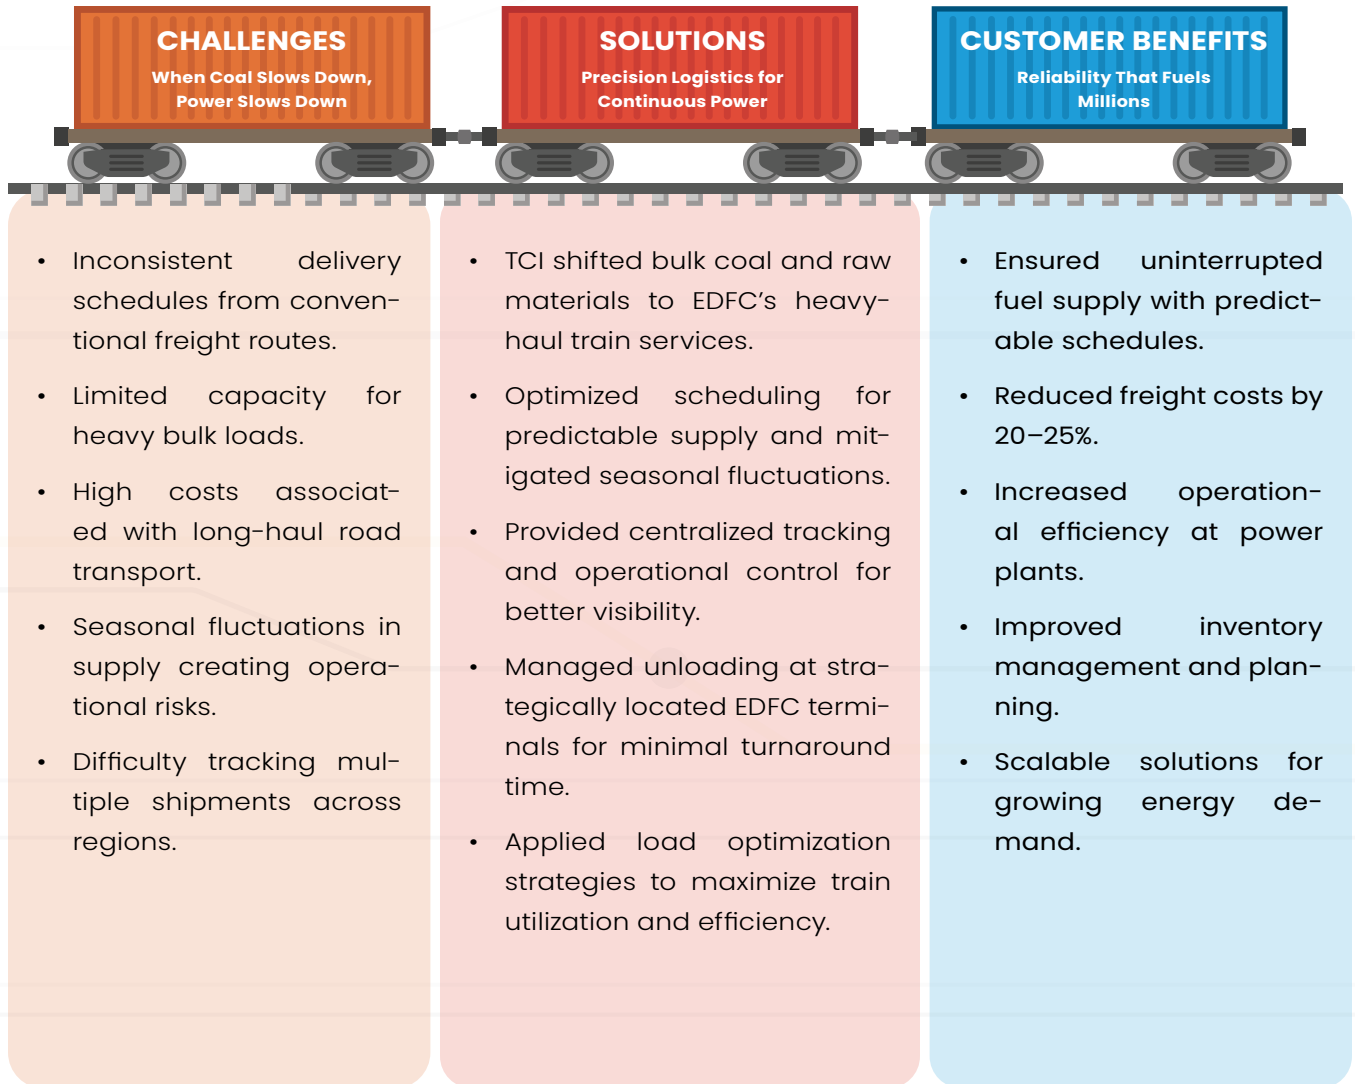 CHALLENGES
When Coal Slows Down,
Power Slows Down
• Inconsistent delivery
schedules from conven-
tional freight routes.
• Limited capacity for
heavy bulk loads.
• High costs associat-
ed with long-haul road
transport.
• Seasonal fluctuations in
supply creating opera-
tional risks.
• Difficulty tracking mul-
tiple shipments across
regions.
SOLUTIONS
Precision Logistics for
Continuous Power
• TCI shifted bulk coal and raw
materials to EDFC’s heavy-
haul train services.
• Optimized scheduling for
predictable supply and mit-
igated seasonal fluctuations.
• Provided centralized tracking
and operational control for
better visibility.
• Managed unloading at stra-
tegically located EDFC termi-
nals for minimal turnaround
time.
• Applied load optimization
strategies to maximize train
utilization and efficiency.
CUSTOMER BENEFITS
Reliability That Fuels
Millions
• Ensured uninterrupted
fuel supply with predict-
able schedules.
• Reduced freight costs by
20–25%.
• Increased operation-
al efficiency at power
plants.
• Improved inventory
management and plan-
ning.
• Scalable solutions for
growing energy de-
mand.